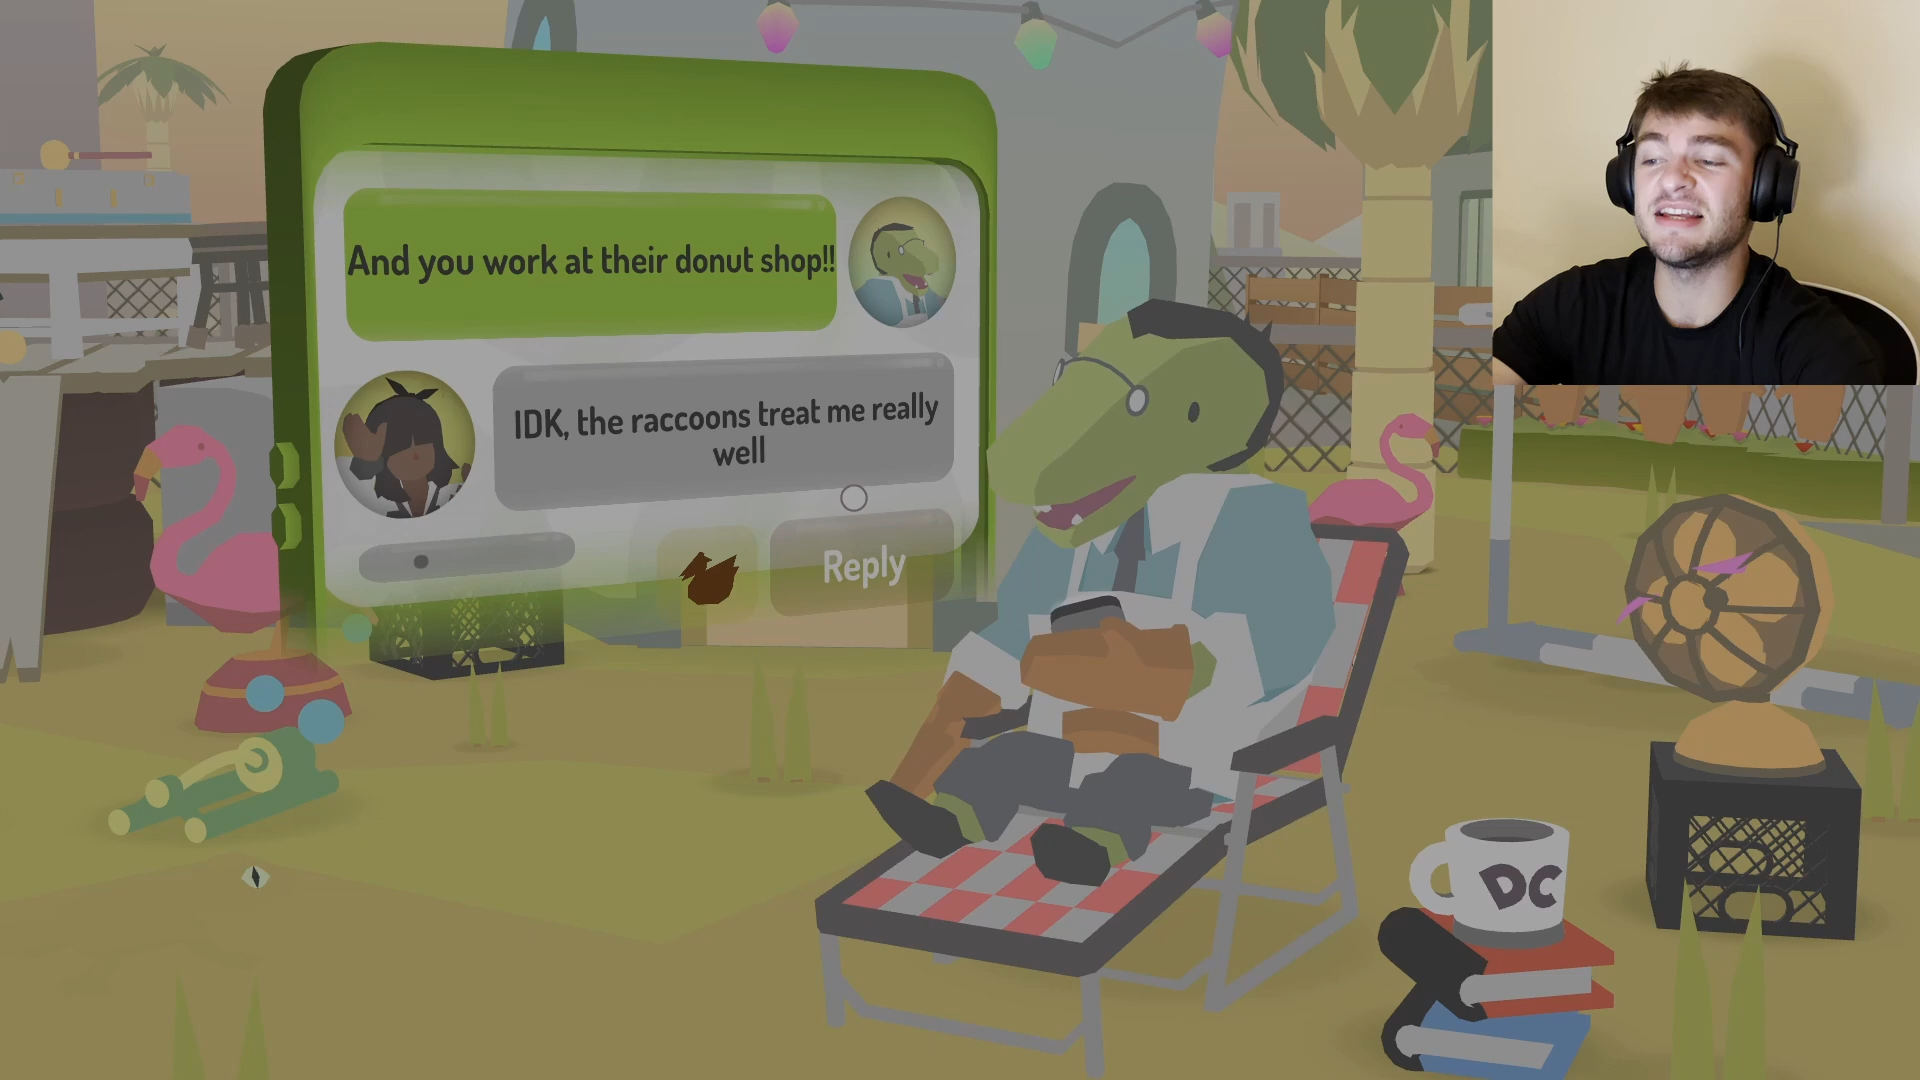 And you work at their donut shop!!
IDK, the raccoons treat me really
well
Reply
DC